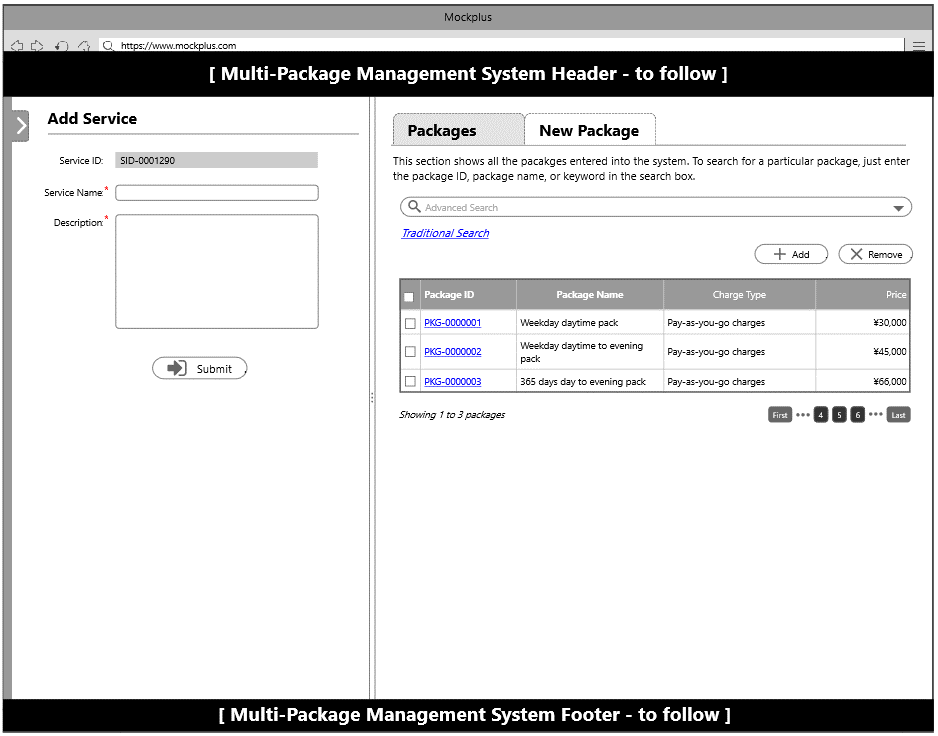 Mockplus
https://www.mockplus.com
[ Multi-Package Management System Header - to follow ]
Add Service
Service ID: SID-0001290
Service Name:*
Description:*
Submit
Packages
New Package
This section shows all the pacakges entered into the system. To search for a particular package, just enter
the package ID, package name, or keyword in the search box.
Advanced Search
Traditional Search
Add
Remove
Package ID Package Name Charge Type Price
PKG-0000001 Weekday daytime pack Pay-as-you-go charges ¥30,000
PKG-0000002 Weekday daytime to evening pack Pay-as-you-go charges ¥45,000
PKG-0000003 365 days day to evening pack Pay-as-you-go charges ¥66,000
Showing 1 to 3 packages
First ••• 4 5 6 ••• Last
[ Multi-Package Management System Footer - to follow ]